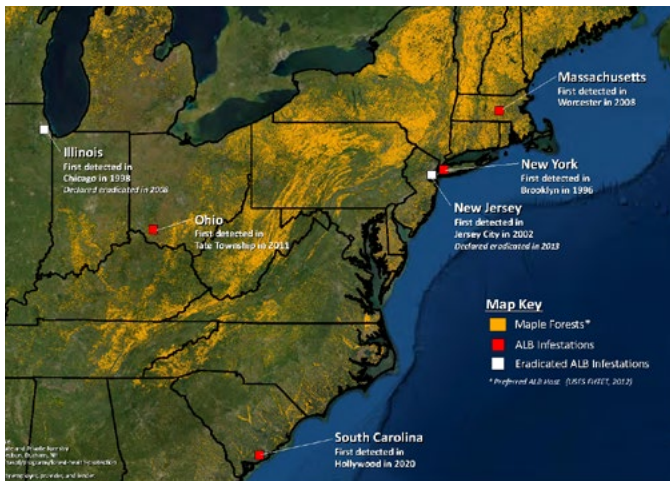 Massachusetts
First detected in
Worcester in 2008
Illinois
First detected in
Chicago in 1998
Declared eradicated in
New York
First detected in
Brooklyn in 1996
New Jersey
First detected in
Jersey City in 2002
Declared eradicated in 2013
Ohio
First detected in
Tate Township in 2011
Map Key
Maple Forests*
ALB Infestations
Eradicated ALB Infestations
* Preferred ALB Host (USFS FHTET, 2012)
South Carolina
First detected in
Hollywood in 2020